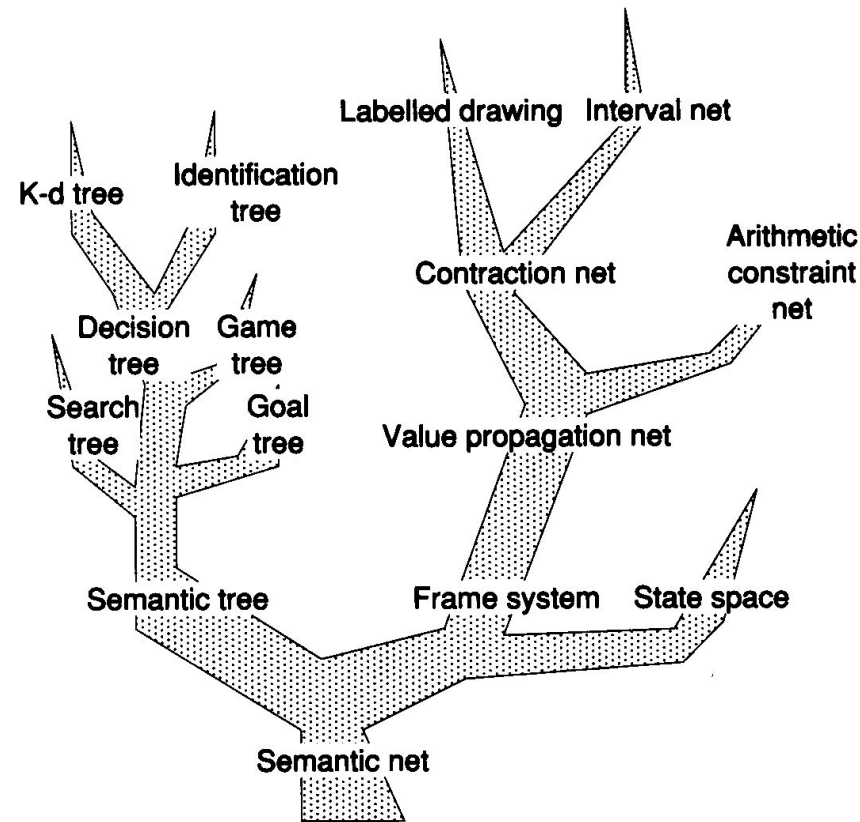 Labelled drawing
Interval net
K-d tree
Identification
tree
Arithmetic
constraint
net
Contraction net
Decision
tree
Game
tree
Search
tree
Goal
tree
Value propagation net
Semantic tree
Frame system
State space
Semantic net